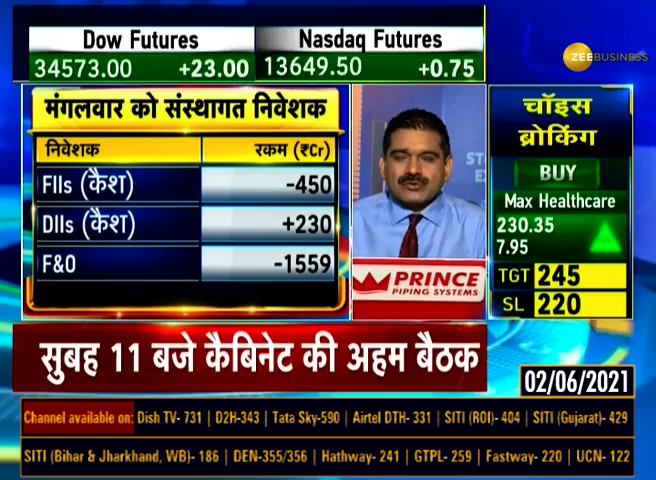 Dow Futures
34573.00 +23.00
Nasdaq Futures
13649.50 +0.75
ZEEBUSINESS
मंगलवार को संस्थागत निवेशक
निवेशक रकम (₹Cr)
FIIs (कैश) -450
DIIs (कैश) +230
F&O -1559
PRINCE
PIPING SYSTEMS
चॉइस
ब्रोकिंग
BUY
Max Healthcare
230.35
7.95
TGT 245
SL 220
सुबह 11 बजे कैबिनेट की अहम बैठक
02/06/2021
Channel available on: Dish TV- 731 | D2H-343 | Tata Sky-590 | Airtel DTH- 331 | SITI (ROI)- 404 | SITI (Gujarat)- 429
SITI (Bihar & Jharkhand, WB)- 186 | DEN-355/356 | Hathway- 241 | GTPL- 259 | Fastway- 220 | UCN- 122